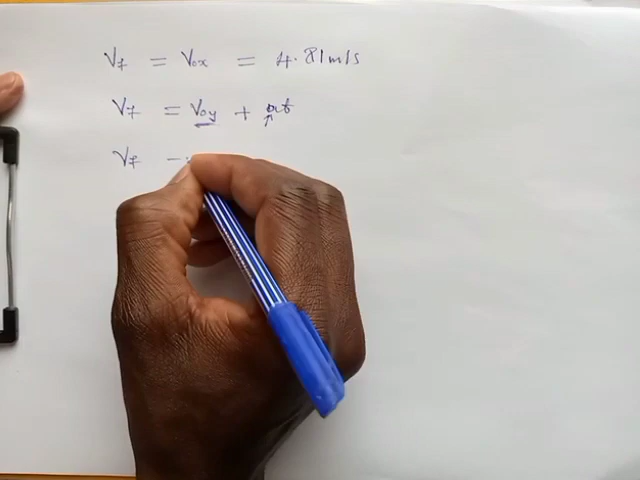 Vf = Vox = 4.81m/s
Vf = Voy + at
Vf